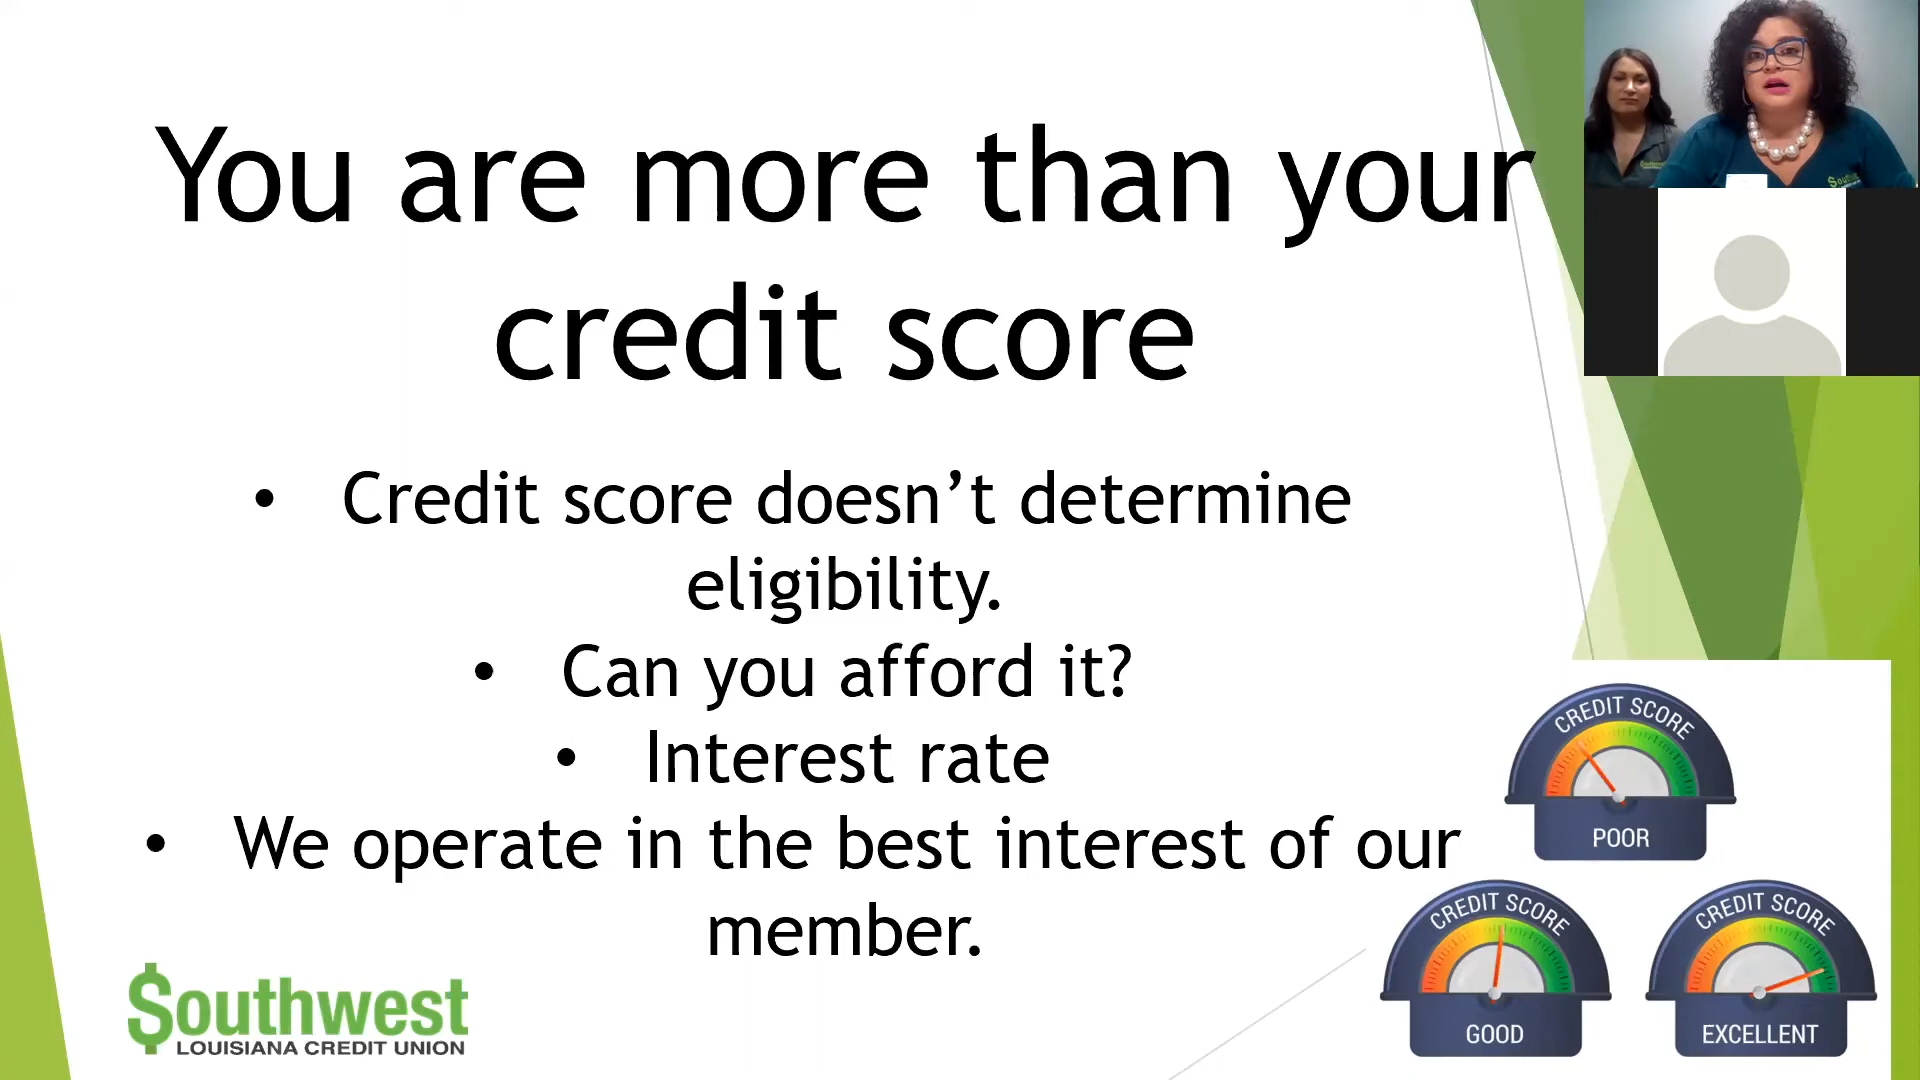 You are more than your
credit score
• Credit score doesn’t determine
eligibility.
• Can you afford it?
• Interest rate
• We operate in the best interest of our
member.
CREDIT SCORE
POOR
CREDIT SCORE
GOOD
CREDIT SCORE
EXCELLENT
$outhwest
LOUISIANA CREDIT UNION